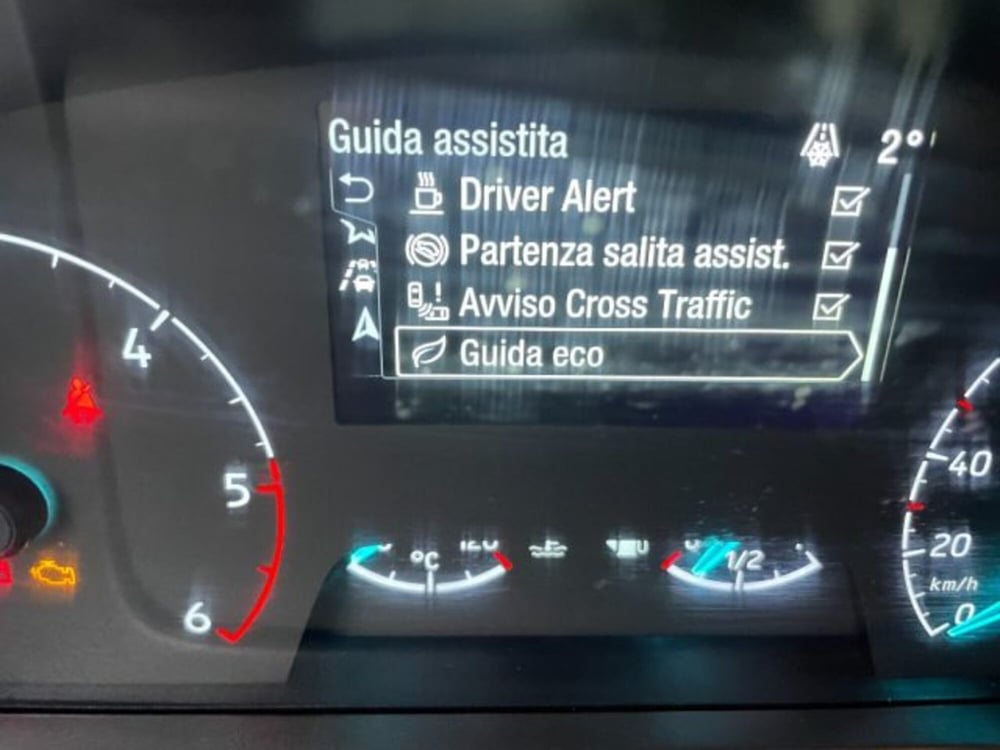 Guida assistita
2°
Driver Alert
Partenza salita assist.
Avviso Cross Traffic
Guida eco
4
5
6
°C
120
1/2
40
20
km/h
0